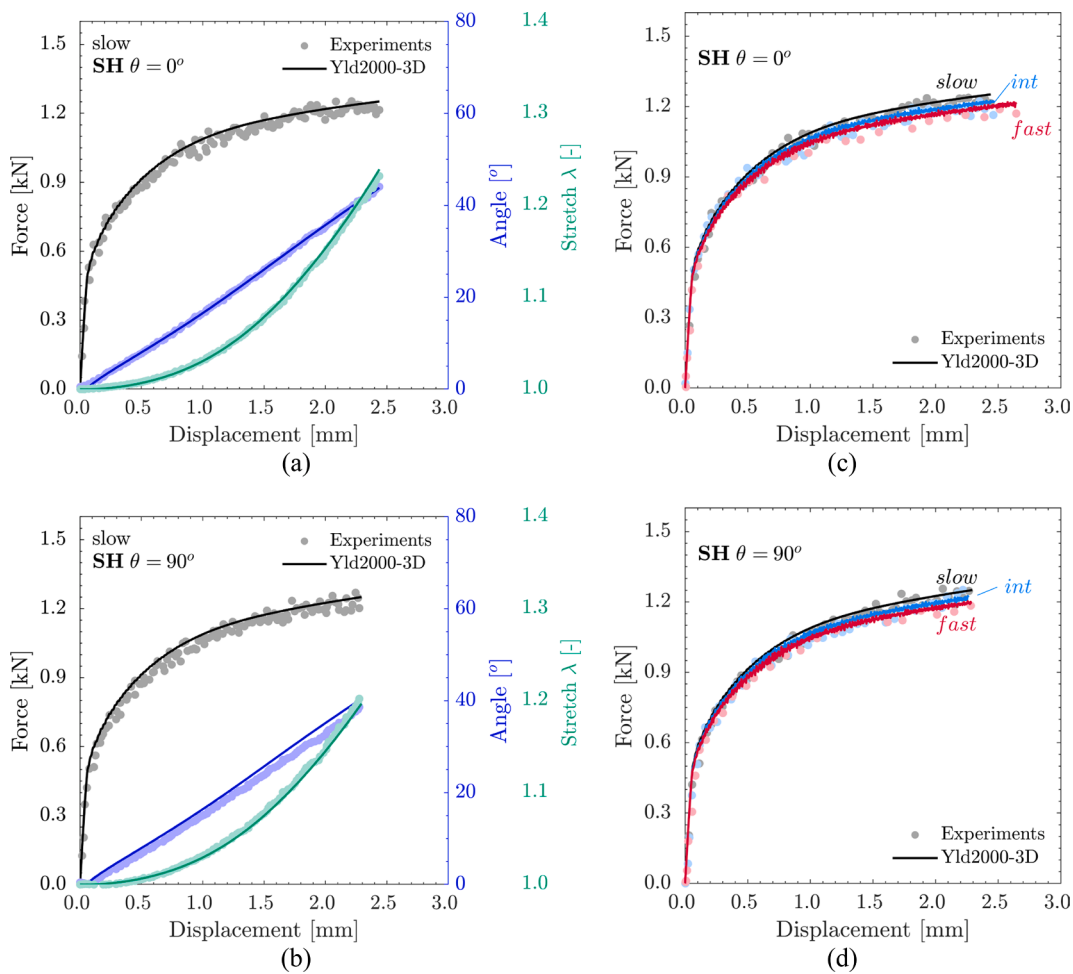 slow
SH θ = 0°
Experiments
Yld2000-3D
1.5
1.2
0.9
0.6
0.3
0.0
Force [kN]
80
60
40
20
0
Angle [°]
1.4
1.3
1.2
1.1
1.0
Stretch λ [-]
0.0 0.5 1.0 1.5 2.0 2.5 3.0
Displacement [mm]
(a)
SH θ = 0°
slow
int
fast
Experiments
Yld2000-3D
1.5
1.2
0.9
0.6
0.3
0.0
Force [kN]
0.0 0.5 1.0 1.5 2.0 2.5 3.0
Displacement [mm]
(c)
slow
SH θ = 90°
Experiments
Yld2000-3D
1.5
1.2
0.9
0.6
0.3
0.0
Force [kN]
80
60
40
20
0
Angle [°]
1.4
1.3
1.2
1.1
1.0
Stretch λ [-]
0.0 0.5 1.0 1.5 2.0 2.5 3.0
Displacement [mm]
(b)
SH θ = 90°
slow
int
fast
Experiments
Yld2000-3D
1.5
1.2
0.9
0.6
0.3
0.0
Force [kN]
0.0 0.5 1.0 1.5 2.0 2.5 3.0
Displacement [mm]
(d)